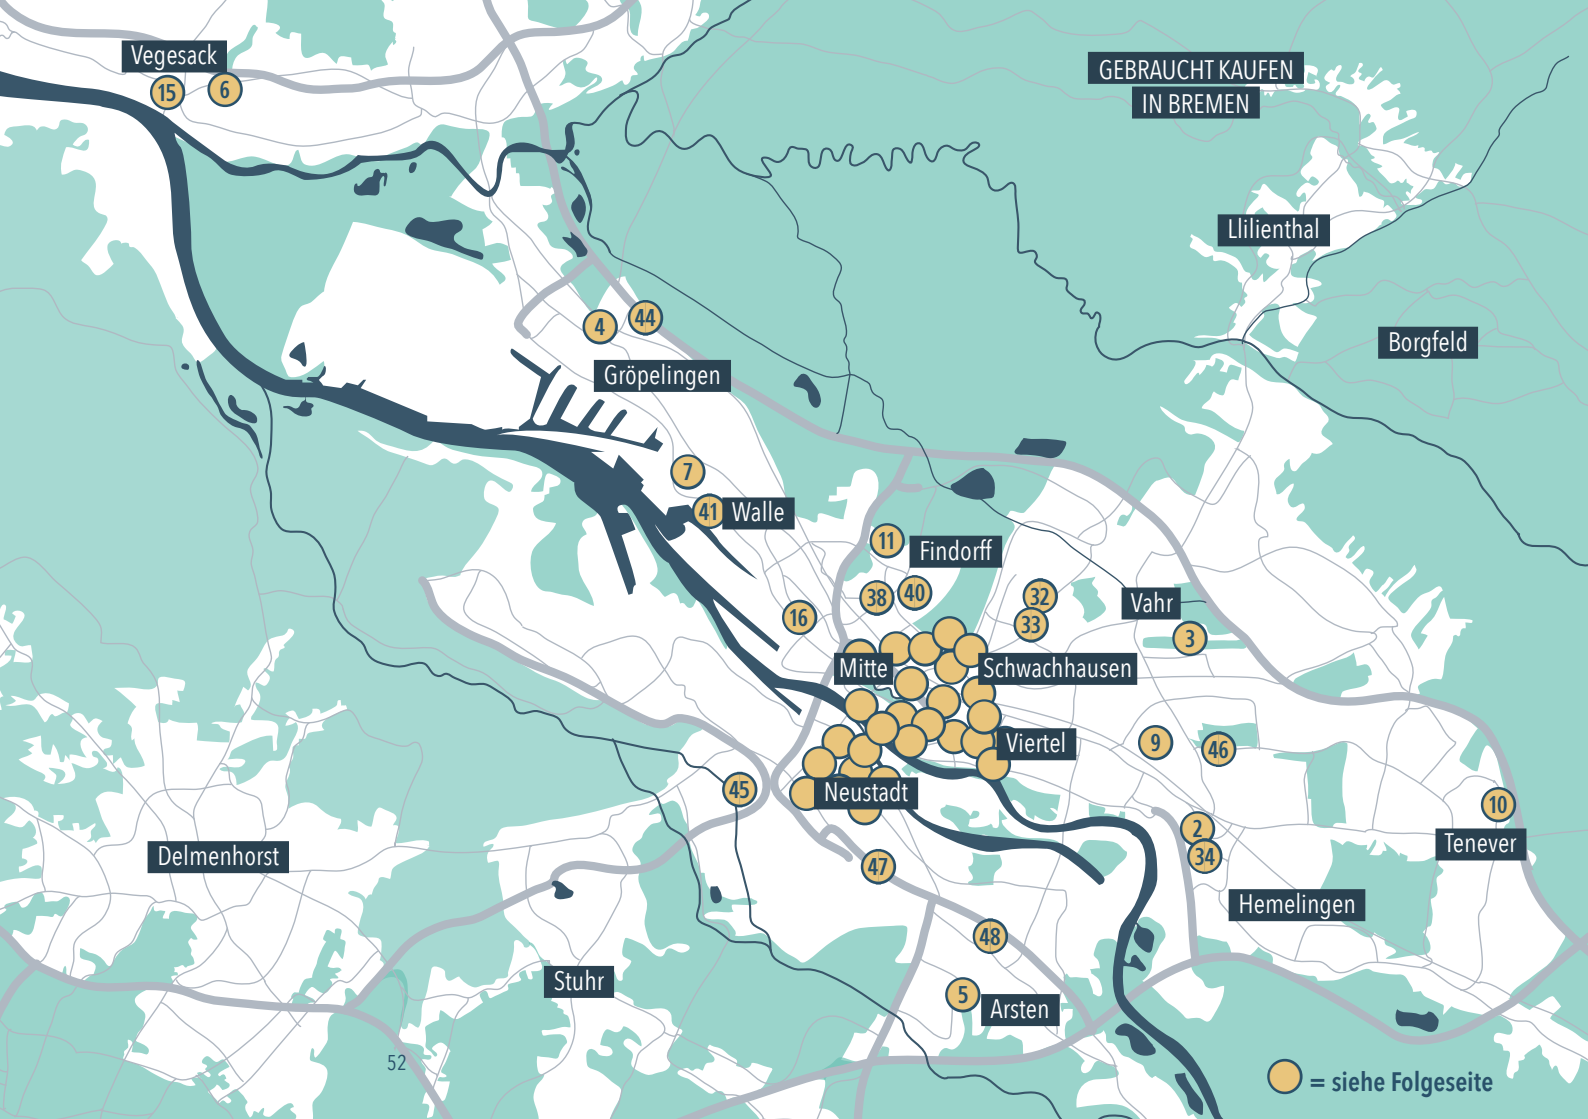 Vegesack
15
6
GEBRAUCHT KAUFEN
IN BREMEN
Llilienthal
4
44
Borgfeld
Gröpelingen
7
41
Walle
11
Findorff
38
40
32
33
Vahr
3
16
Mitte
Schwachhausen
Viertel
9
46
45
Neustadt
10
Tenever
2
34
Delmenhorst
47
Hemelingen
48
Stuhr
5
Arsten
52
= siehe Folgeseite